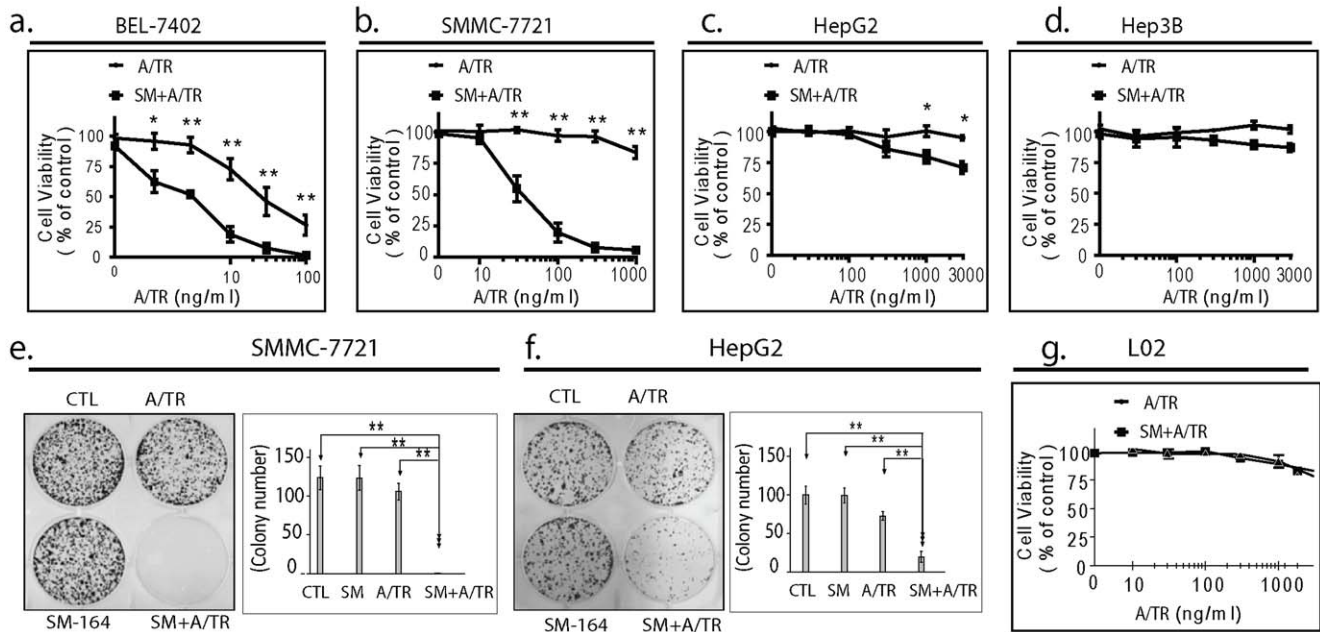 a. BEL-7402
A/TR
SM+A/TR
* ** ** ** **
Cell Viability
( % of control)
100
75
50
25
0
0 10 100
A/TR (ng/ml)
b. SMMC-7721
A/TR
SM+A/TR
** ** ** **
Cell Viability
( % of control)
100
75
50
25
0
0 10 100 1000
A/TR (ng/ml)
c. HepG2
A/TR
SM+A/TR
* *
Cell Viability
( % of control)
100
75
50
25
0
0 100 1000 3000
A/TR (ng/ml)
d. Hep3B
A/TR
SM+A/TR
Cell Viability
( % of control)
100
75
50
25
0
0 100 1000 3000
A/TR (ng/ml)
e. SMMC-7721
CTL A/TR
SM-164 SM+A/TR
**
**
**
(Colony number)
150
100
50
0
CTL SM A/TR SM+A/TR
f. HepG2
CTL A/TR
SM-164 SM+A/TR
**
**
**
(Colony number)
150
100
50
0
CTL SM A/TR SM+A/TR
g. L02
A/TR
SM+A/TR
Cell Viability
( % of control)
100
75
50
25
0
0 10 100 1000
A/TR (ng/ml)